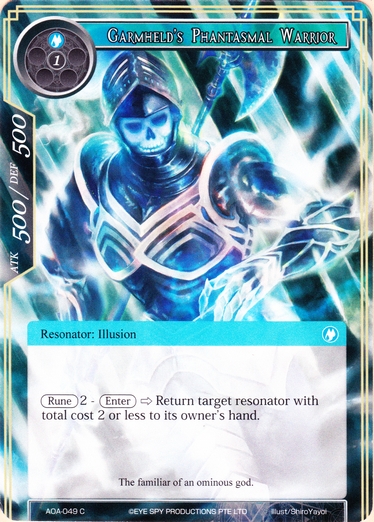 Garmheld's Phantasmal Warrior
1
ATK 500/ DEF 500
Resonator: Illusion
Rune 2 - Enter ⇨ Return target resonator with
total cost 2 or less to its owner's hand.
The familiar of an ominous god.
AOA-049 C ©EYE SPY PRODUCTIONS PTE LTD Illust/ShiroYayoi